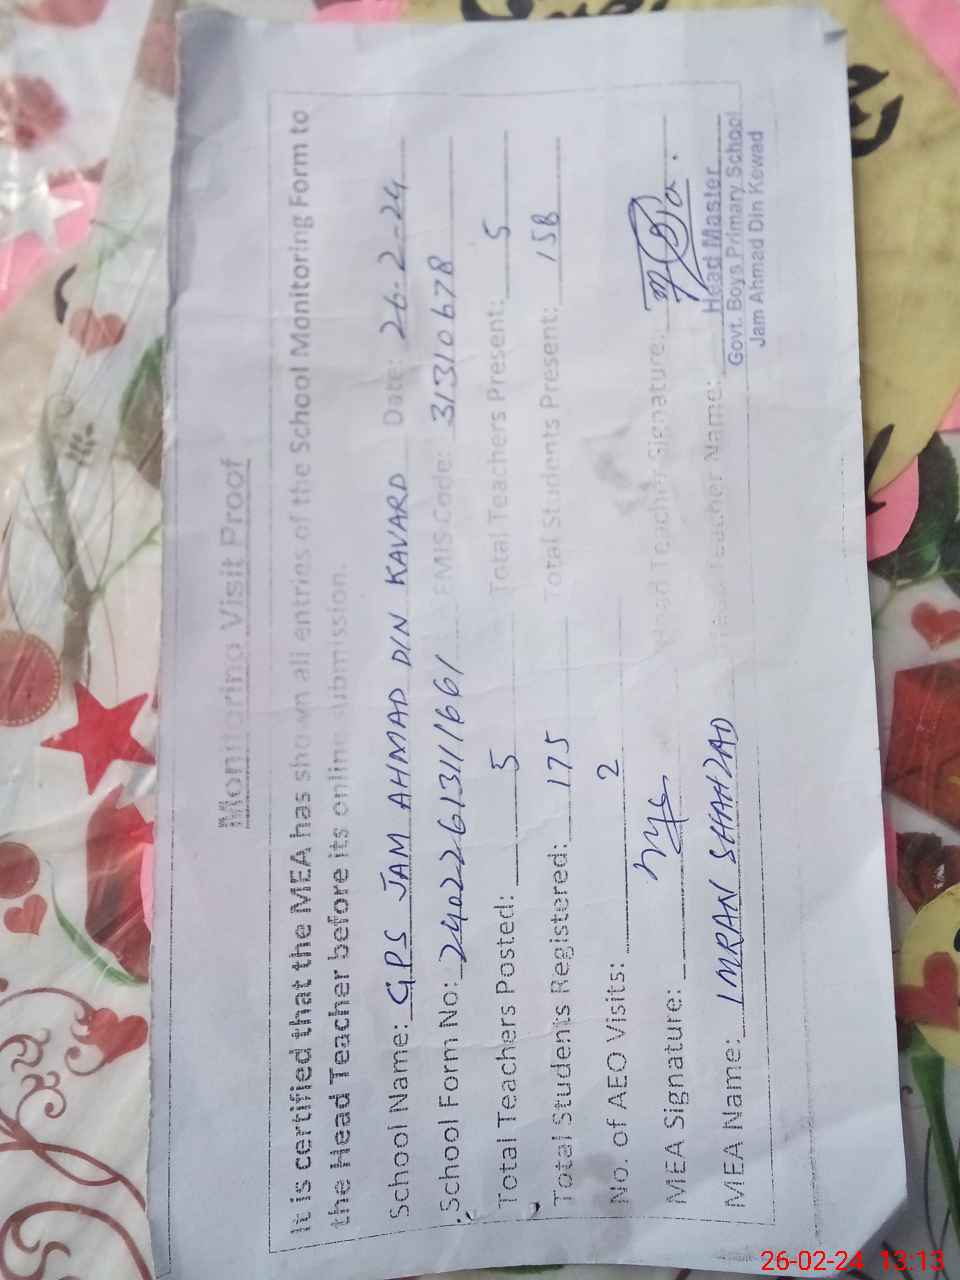 Monitoring Visit Proof
It is certified that the MEA has shown all entries of the School Monitoring Form to
the Head Teacher before its online submission.
School Name: G.P.S JAM AHMAD DIN KAVARD Date: 26-2-24
School Form No: 2402261311661 EMIS Code: 31310678
Total Teachers Posted: 5 Total Teachers Present: 5
Total Students Registered: 175 Total Students Present: 158
No. of AEO Visits: 2
MEA Signature: Head Teacher Signature:
MEA Name: IMRAN SHAHZAD Head Teacher Name: Head Master
Govt. Boys Primary School
Jam Ahmad Din Kewad
26-02-24 13:13